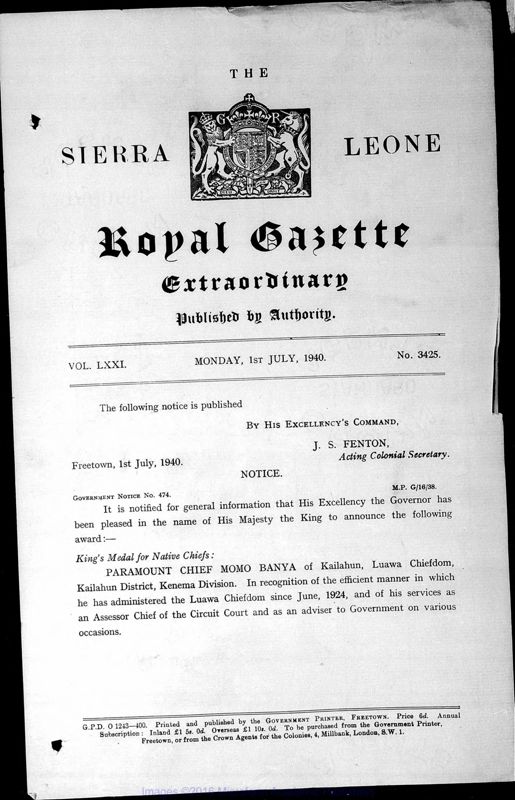 THE
SIERRA LEONE
G R
Royal Gazette
Extraordinary
Published by Authority.
VOL. LXXI. MONDAY, 1ST JULY, 1940. No. 3425.
The following notice is published
BY HIS EXCELLENCY'S COMMAND,
J. S. FENTON,
Acting Colonial Secretary.
Freetown, 1st July, 1940.
NOTICE.
M.P. G/16/38.
GOVERNMENT NOTICE No. 474.
It is notified for general information that His Excellency the Governor has
been pleased in the name of His Majesty the King to announce the following
award:—
King's Medal for Native Chiefs:
PARAMOUNT CHIEF MOMO BANYA of Kailahun, Luawa Chiefdom,
Kailahun District, Kenema Division. In recognition of the efficient manner in which
he has administered the Luawa Chiefdom since June, 1924, and of his services as
an Assessor Chief of the Circuit Court and as an adviser to Government on various
occasions.
G.P.D. O 1243—400. Printed and published by the GOVERNMENT PRINTER, FREETOWN. Price 6d. Annual
Subscription: Inland £1 5s. 0d. Overseas £1 10s. 0d. To be purchased from the Government Printer,
Freetown, or from the Crown Agents for the Colonies, 4, Millbank, London, S.W. 1.
Images ©2016